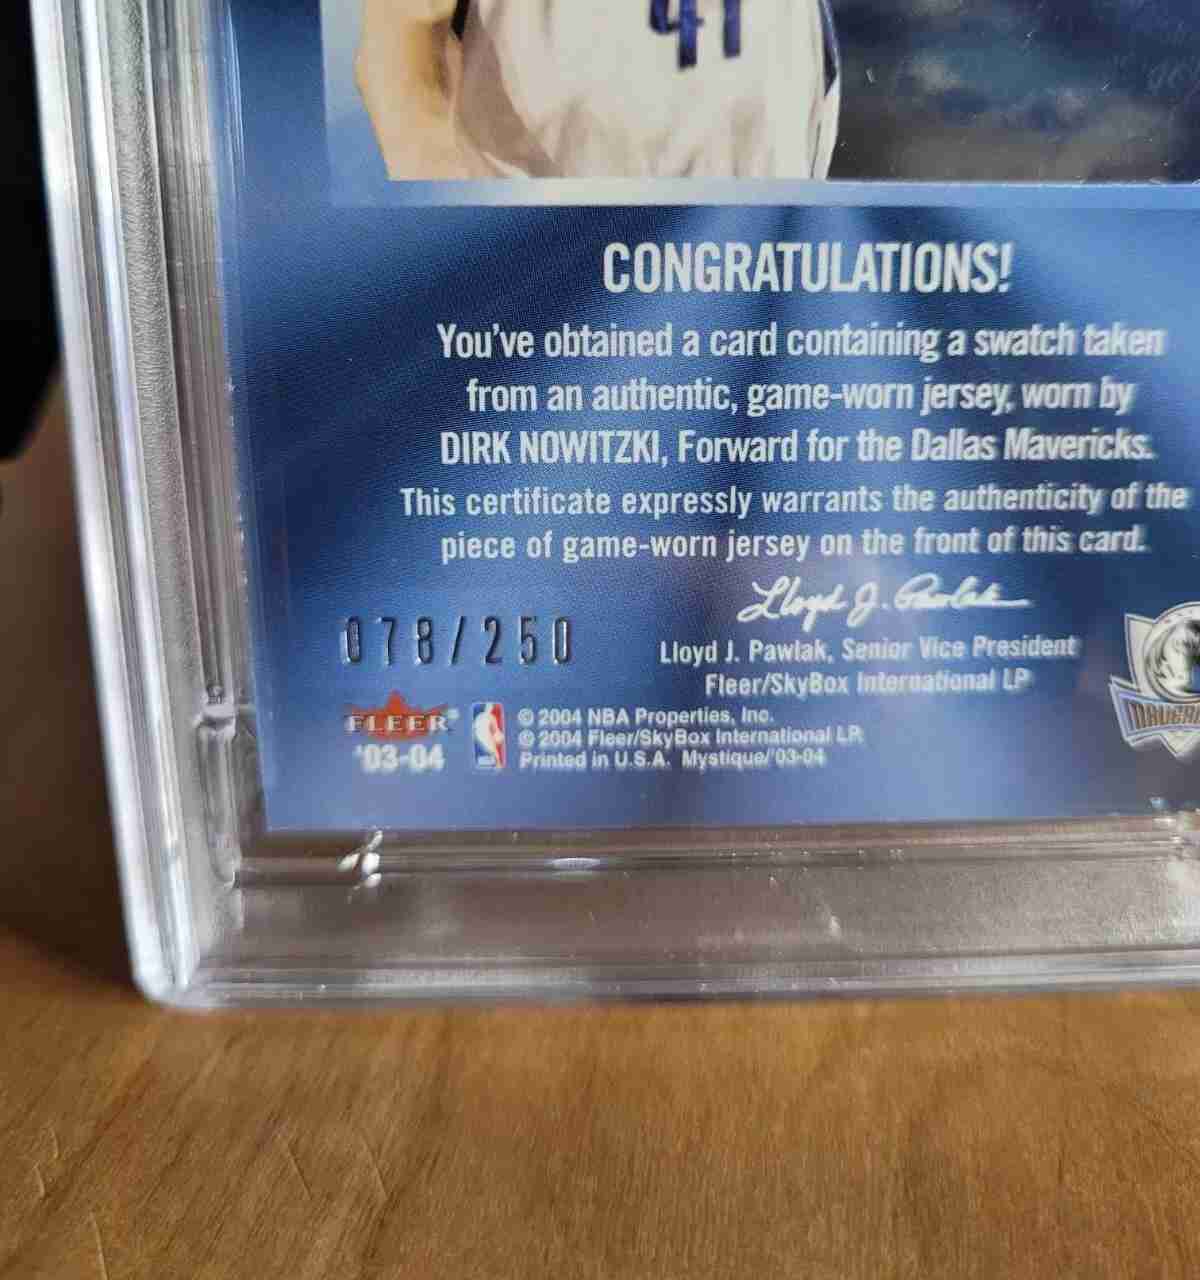 41
CONGRATULATIONS!
You've obtained a card containing a swatch taken
from an authentic, game-worn jersey, worn by
DIRK NOWITZKI, Forward for the Dallas Mavericks.
This certificate expressly warrants the authenticity of the
piece of game-worn jersey on the front of this card.
Lloyd J. Pawlak
078/250
Lloyd J. Pawlak, Senior Vice President
Fleer/SkyBox International LP
FLEER®
'03-04
© 2004 NBA Properties, Inc.
© 2004 Fleer/SkyBox International LP.
Printed in U.S.A. Mystique/'03-04